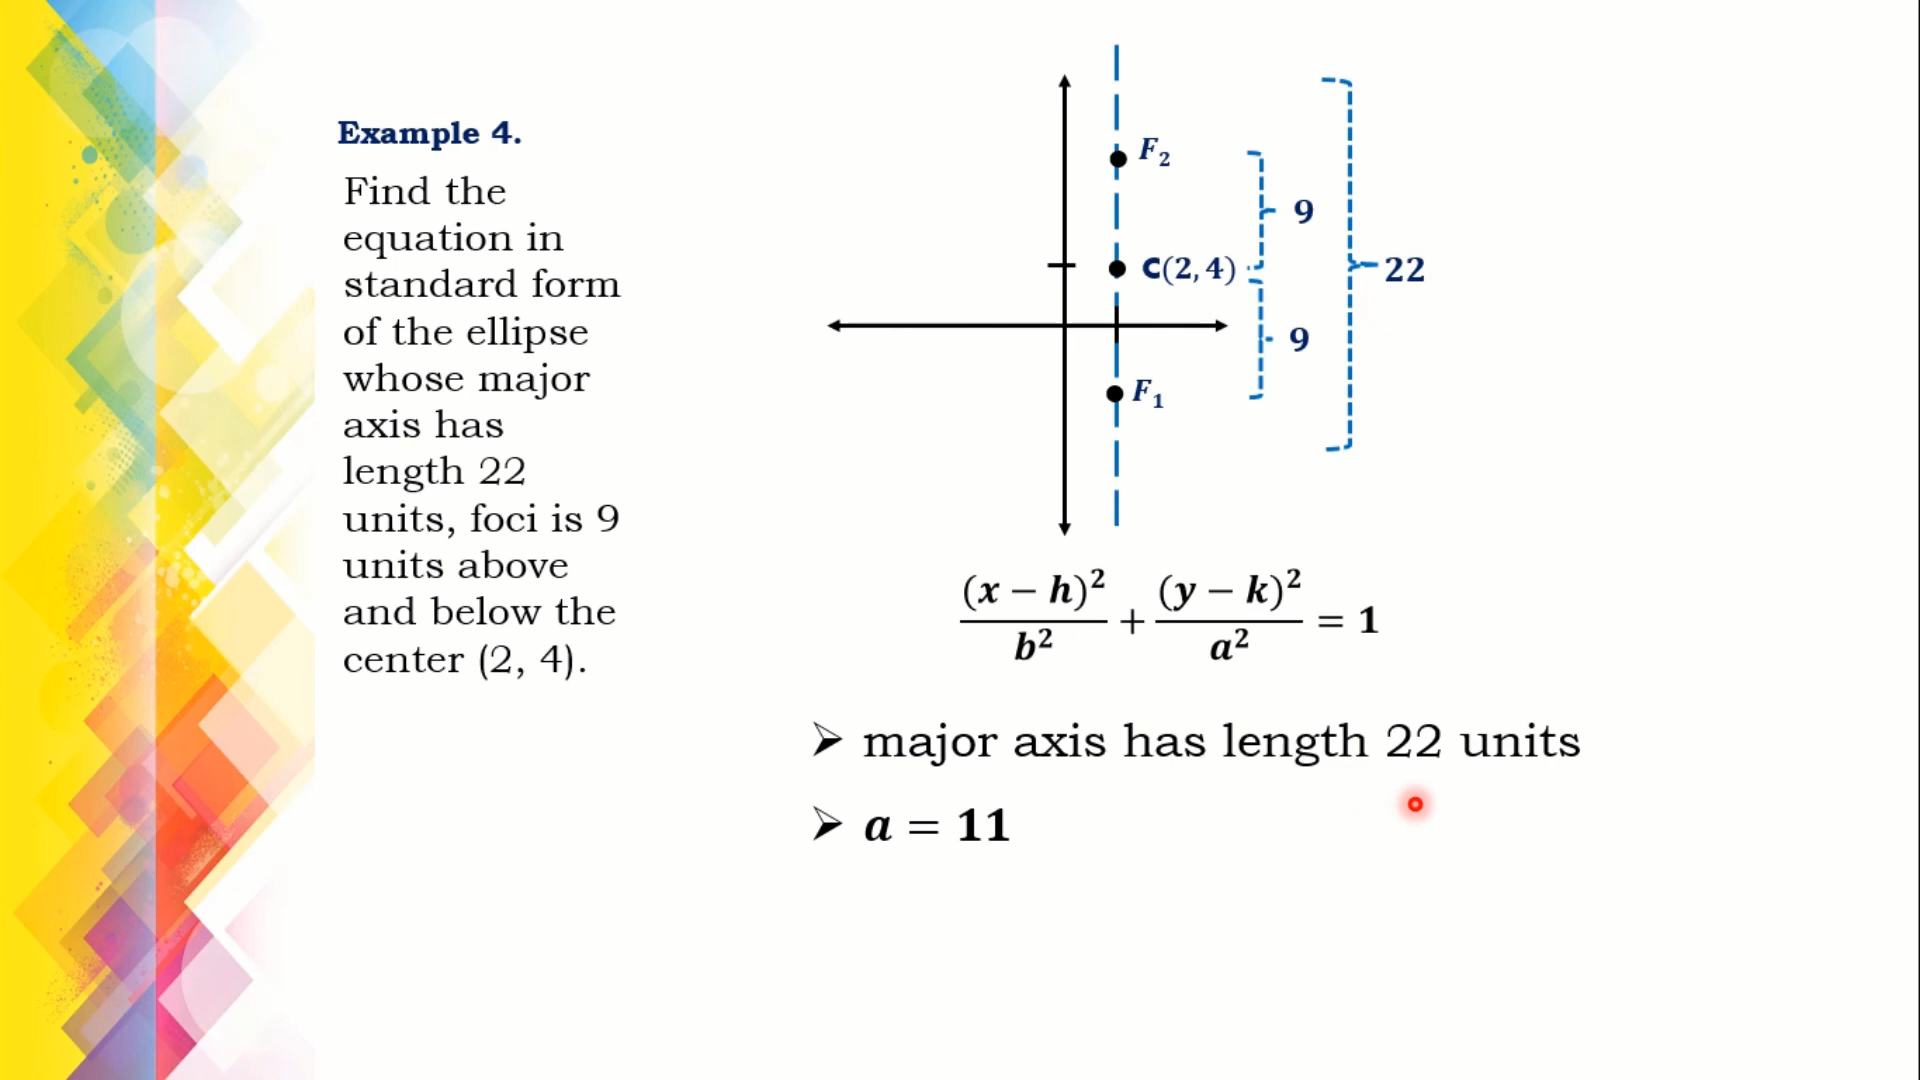 Example 4.
Find the
equation in
standard form
of the ellipse
whose major
axis has
length 22
units, foci is 9
units above
and below the
center (2, 4).
F₂
9
C(2, 4)
22
9
F₁
(x − h)²/b² + (y − k)²/a² = 1
➢ major axis has length 22 units
➢ a = 11